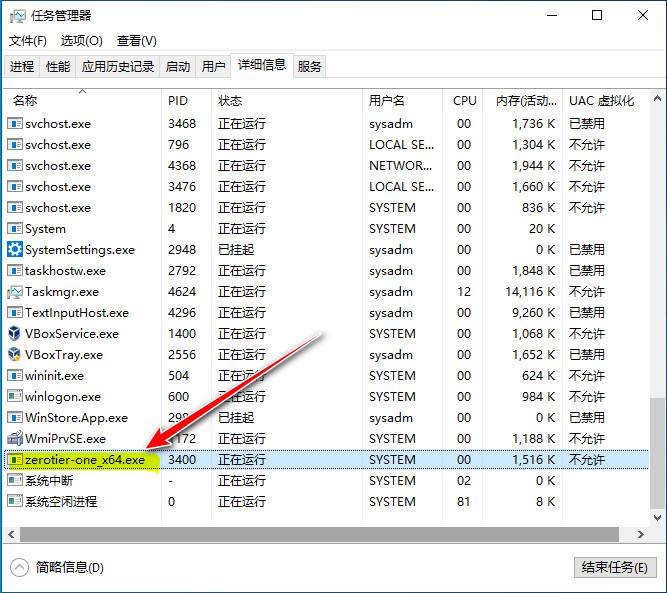 任务管理器
文件(F) 选项(O) 查看(V)
进程 性能 应用历史记录 启动 用户 详细信息 服务
名称 PID 状态 用户名 CPU 内存(活动... UAC 虚拟化
svchost.exe 3468 正在运行 sysadm 00 1,736 K 已禁用
svchost.exe 796 正在运行 LOCAL SE... 00 1,304 K 不允许
svchost.exe 4368 正在运行 NETWOR... 00 1,944 K 不允许
svchost.exe 3476 正在运行 LOCAL SE... 00 1,660 K 不允许
svchost.exe 1820 正在运行 SYSTEM 00 836 K 不允许
System 4 正在运行 SYSTEM 00 20 K
SystemSettings.exe 2948 已挂起 sysadm 00 0 K 已禁用
taskhostw.exe 2792 正在运行 sysadm 00 1,848 K 已禁用
Taskmgr.exe 4624 正在运行 sysadm 12 14,116 K 不允许
TextInputHost.exe 4296 正在运行 sysadm 00 9,260 K 已禁用
VBoxService.exe 1400 正在运行 SYSTEM 00 1,068 K 不允许
VBoxTray.exe 2556 正在运行 sysadm 00 1,652 K 已禁用
wininit.exe 504 正在运行 SYSTEM 00 624 K 不允许
winlogon.exe 600 正在运行 SYSTEM 00 984 K 不允许
WinStore.App.exe 已挂起 sysadm 00 0 K 已禁用
WmiPrvSE.exe 正在运行 SYSTEM 00 1,188 K 不允许
zerotier-one_x64.exe 3400 正在运行 SYSTEM 00 1,516 K 不允许
系统中断 - 正在运行 SYSTEM 02 0 K
系统空闲进程 0 正在运行 SYSTEM 81 8 K
简略信息(D) 结束任务(E)